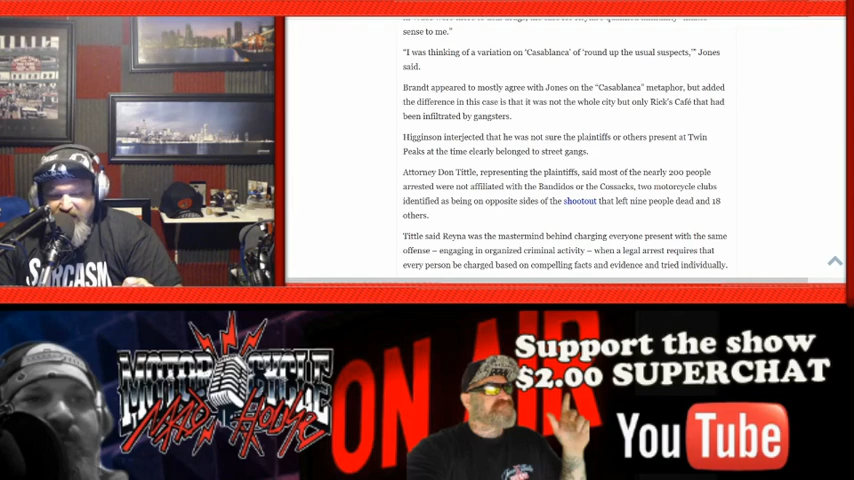 sense to me.”
“I was thinking of a variation on ‘Casablanca’ of ‘round up the usual suspects,’” Jones
said.
Brandt appeared to mostly agree with Jones on the “Casablanca” metaphor, but added
the difference in this case is that it was not the whole city but only Rick’s Café that had
been infiltrated by gangsters.
Higginson interjected that he was not sure the plaintiffs or others present at Twin
Peaks at the time clearly belonged to street gangs.
Attorney Don Tittle, representing the plaintiffs, said most of the nearly 200 people
arrested were not affiliated with the Bandidos or the Cossacks, two motorcycle clubs
identified as being on opposite sides of the shootout that left nine people dead and 18
others.
Tittle said Reyna was the mastermind behind charging everyone present with the same
offense – engaging in organized criminal activity – when a legal arrest requires that
every person be charged based on compelling facts and evidence and tried individually.
SARCASM
MOTORCYCLE
MAD HOUSE
ON AIR
Support the show
$2.00 SUPERCHAT
YouTube